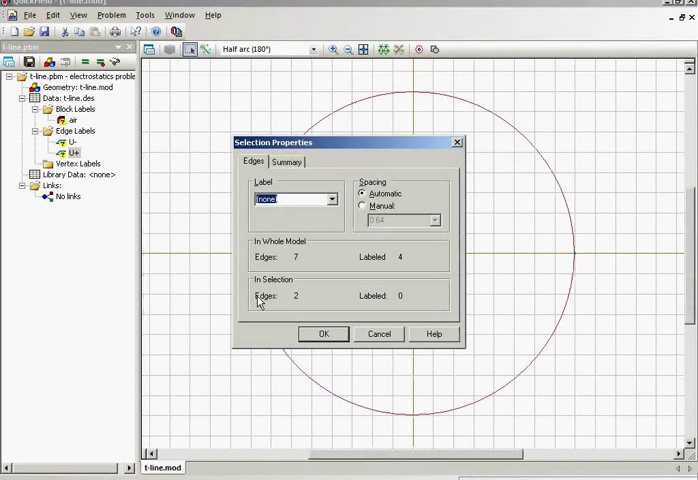 QuickField - [t-line.mod]
File Edit View Problem Tools Window Help
t-line.pbm
Half arc (180°)
t-line.pbm - electrostatics proble
Geometry: t-line.mod
Data: t-line.des
Block Labels
air
Edge Labels
U-
U+
Vertex Labels
Library Data: <none>
Links:
No links
Selection Properties
Edges Summary
Label
[none]
Spacing
Automatic
Manual:
0.64
In Whole Model
Edges: 7 Labeled 4
In Selection
Edges: 2 Labeled: 0
OK Cancel Help
t-line.mod